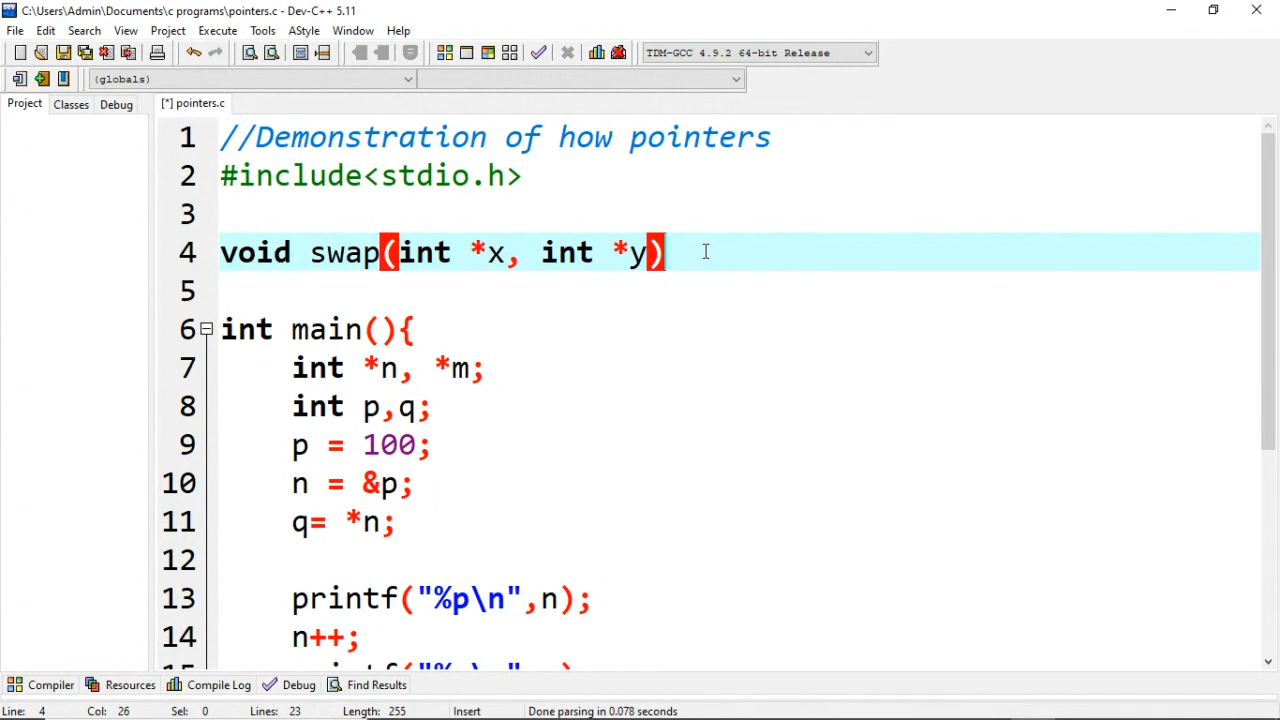 C:\Users\Admin\Documents\c programs\pointers.c - Dev-C++ 5.11
File Edit Search View Project Execute Tools AStyle Window Help
TDM-GCC 4.9.2 64-bit Release
(globals)
Project Classes Debug [*] pointers.c
1 //Demonstration of how pointers
2 #include<stdio.h>
3
4 void swap(int *x, int *y)
5
6 int main(){
7 int *n, *m;
8 int p,q;
9 p = 100;
10 n = &p;
11 q= *n;
12
13 printf("%p\n",n);
14 n++;
Compiler Resources Compile Log Debug Find Results
Line: 4 Col: 26 Sel: 0 Lines: 23 Length: 255 Insert Done parsing in 0.078 seconds